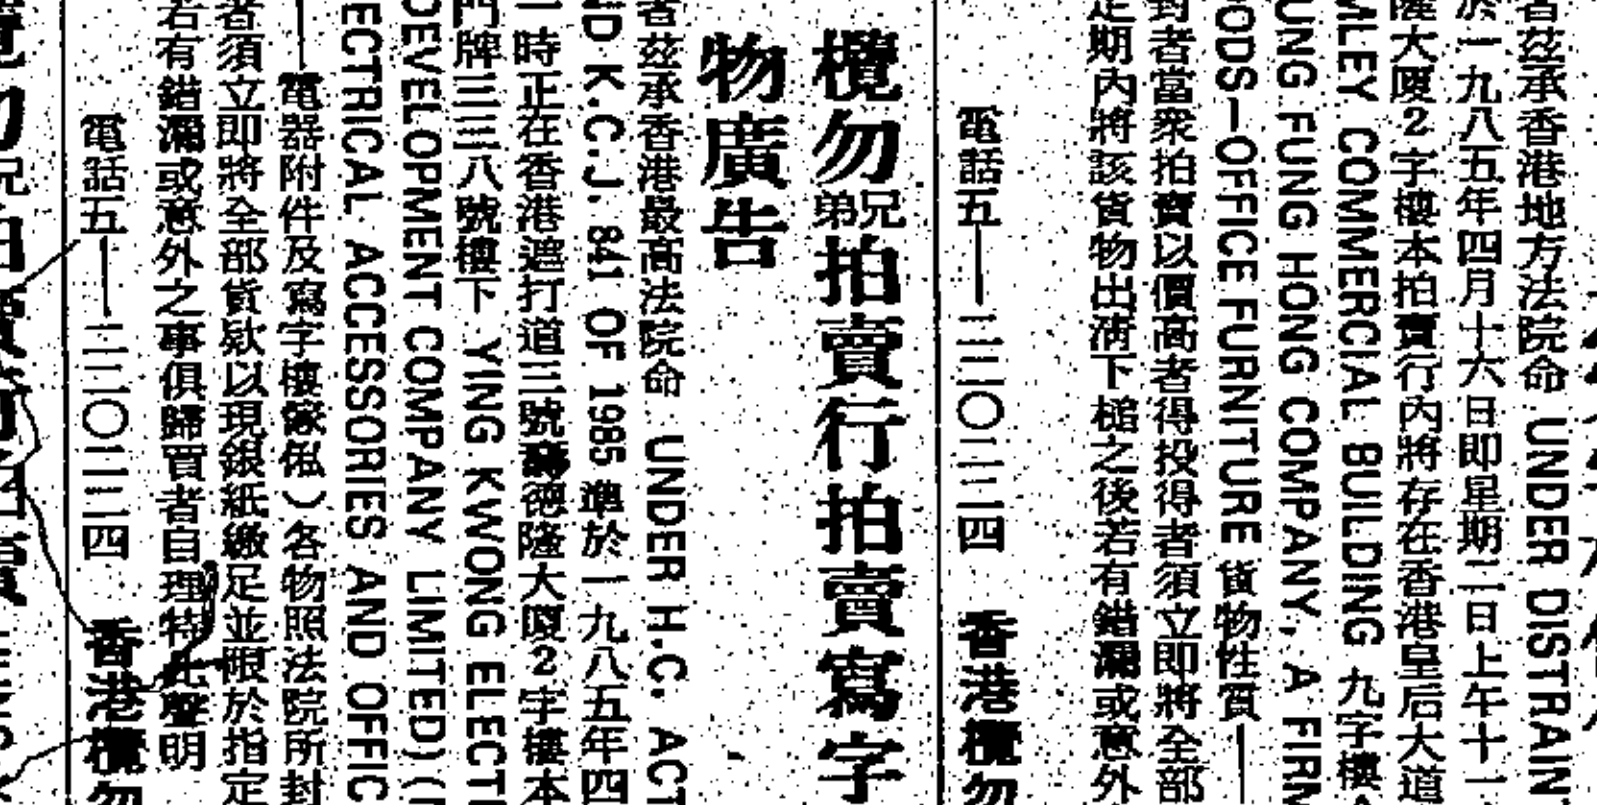 者茲承香港地方法院命 UNDER DISTRAIN
於一九八五年四月十六日即星期二日上午十一
隆大廈2字樓本拍賣行內將存在香港皇后大道
MLEY COMMERCIAL BUILDING 九字樓
UNG FUNG HONG COMPANY, A FIRM
OODS—OFFICE FURNITURE 貨物性質—
封者當衆拍賣以價高者得投得者須立即將全部
定期內將該貨物出清下槌之後若有錯漏或意外
電話五—二二〇二二四 香港欖勿
欖勿兄弟拍賣行拍賣寫字
物廣告
者茲承香港最高法院命 UNDER H.C. ACT
ND K.C.J. 841 OF 1985 準於一九八五年四
一時正在香港遮打道三號德隆大廈2字樓本
門牌三三八號樓下 YING KWONG ELECT
DEVELOPMENT COMPANY LIMITED)(
ECTRICAL ACCESSORIES AND OFFIC
—電器附件及寫字樓傢俬)各物照法院所封
者須立即將全部貨欵以現銀紙繳足並限於指定
若有錯漏或意外之事俱歸買者自理特此聲明
電話五—二二〇二二四 香港欖勿